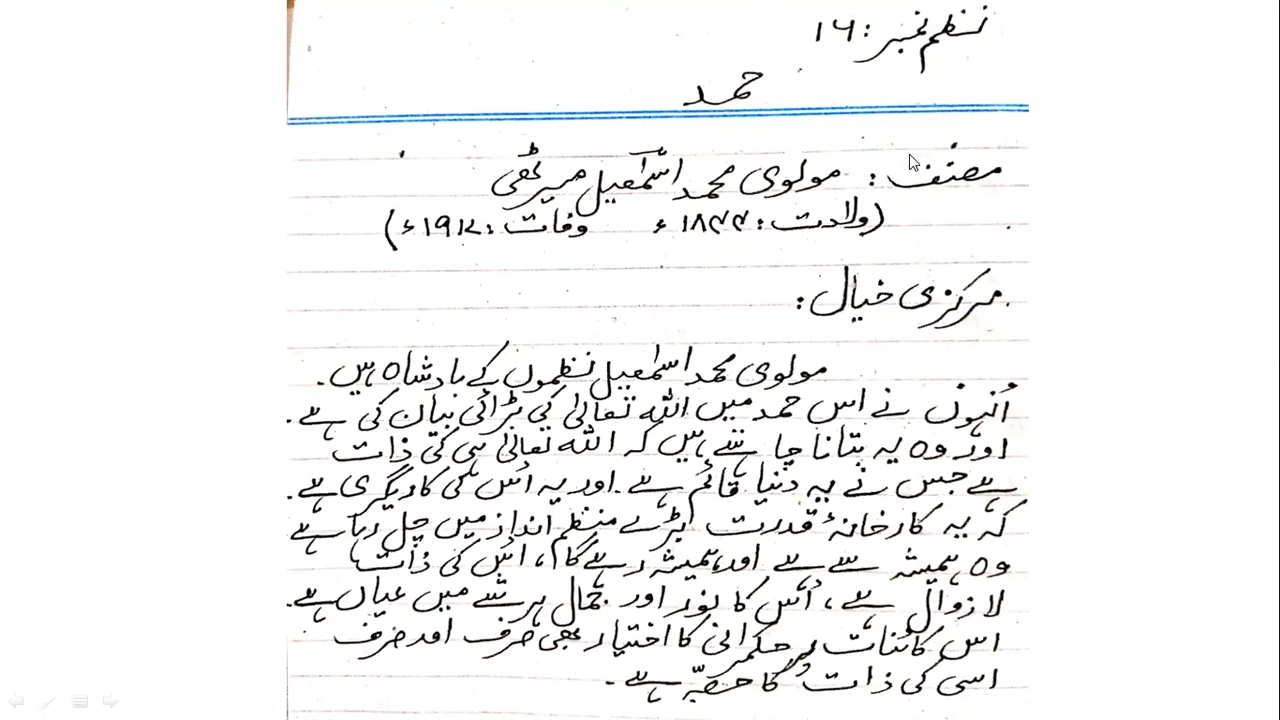 نظم نمبر: ۱۶
حمد
مصنف: مولوی محمد اسمٰعیل میرٹھی
(ولادت: ۱۸۴۴ء وفات: ۱۹۱۷ء)
مرکزی خیال:
مولوی محمد اسمٰعیل نظموں کے بادشاہ ہیں۔
اُنہوں نے اس حمد میں اللہ تعالیٰ کی بڑائی بیان کی ہے۔
اور وہ یہ بتانا چاہتے ہیں کہ اللہ تعالیٰ ہی کی ذات
ہے جس نے یہ دنیا قائم ہے۔ اور یہ اُس کی کاریگری ہے۔
کہ یہ کارخانۂ قدرت بڑے منظم انداز میں چل رہا ہے
وہ ہمیشہ سے ہے اور ہمیشہ رہے گا، اُس کی ذات
لازوال ہے، اُس کا نور اور جمال ہر شے میں عیاں ہے۔
اس کائنات پر حکمرانی کا اختیار بھی صرف اور صرف
اسی کی ذات کا حصّہ ہے۔